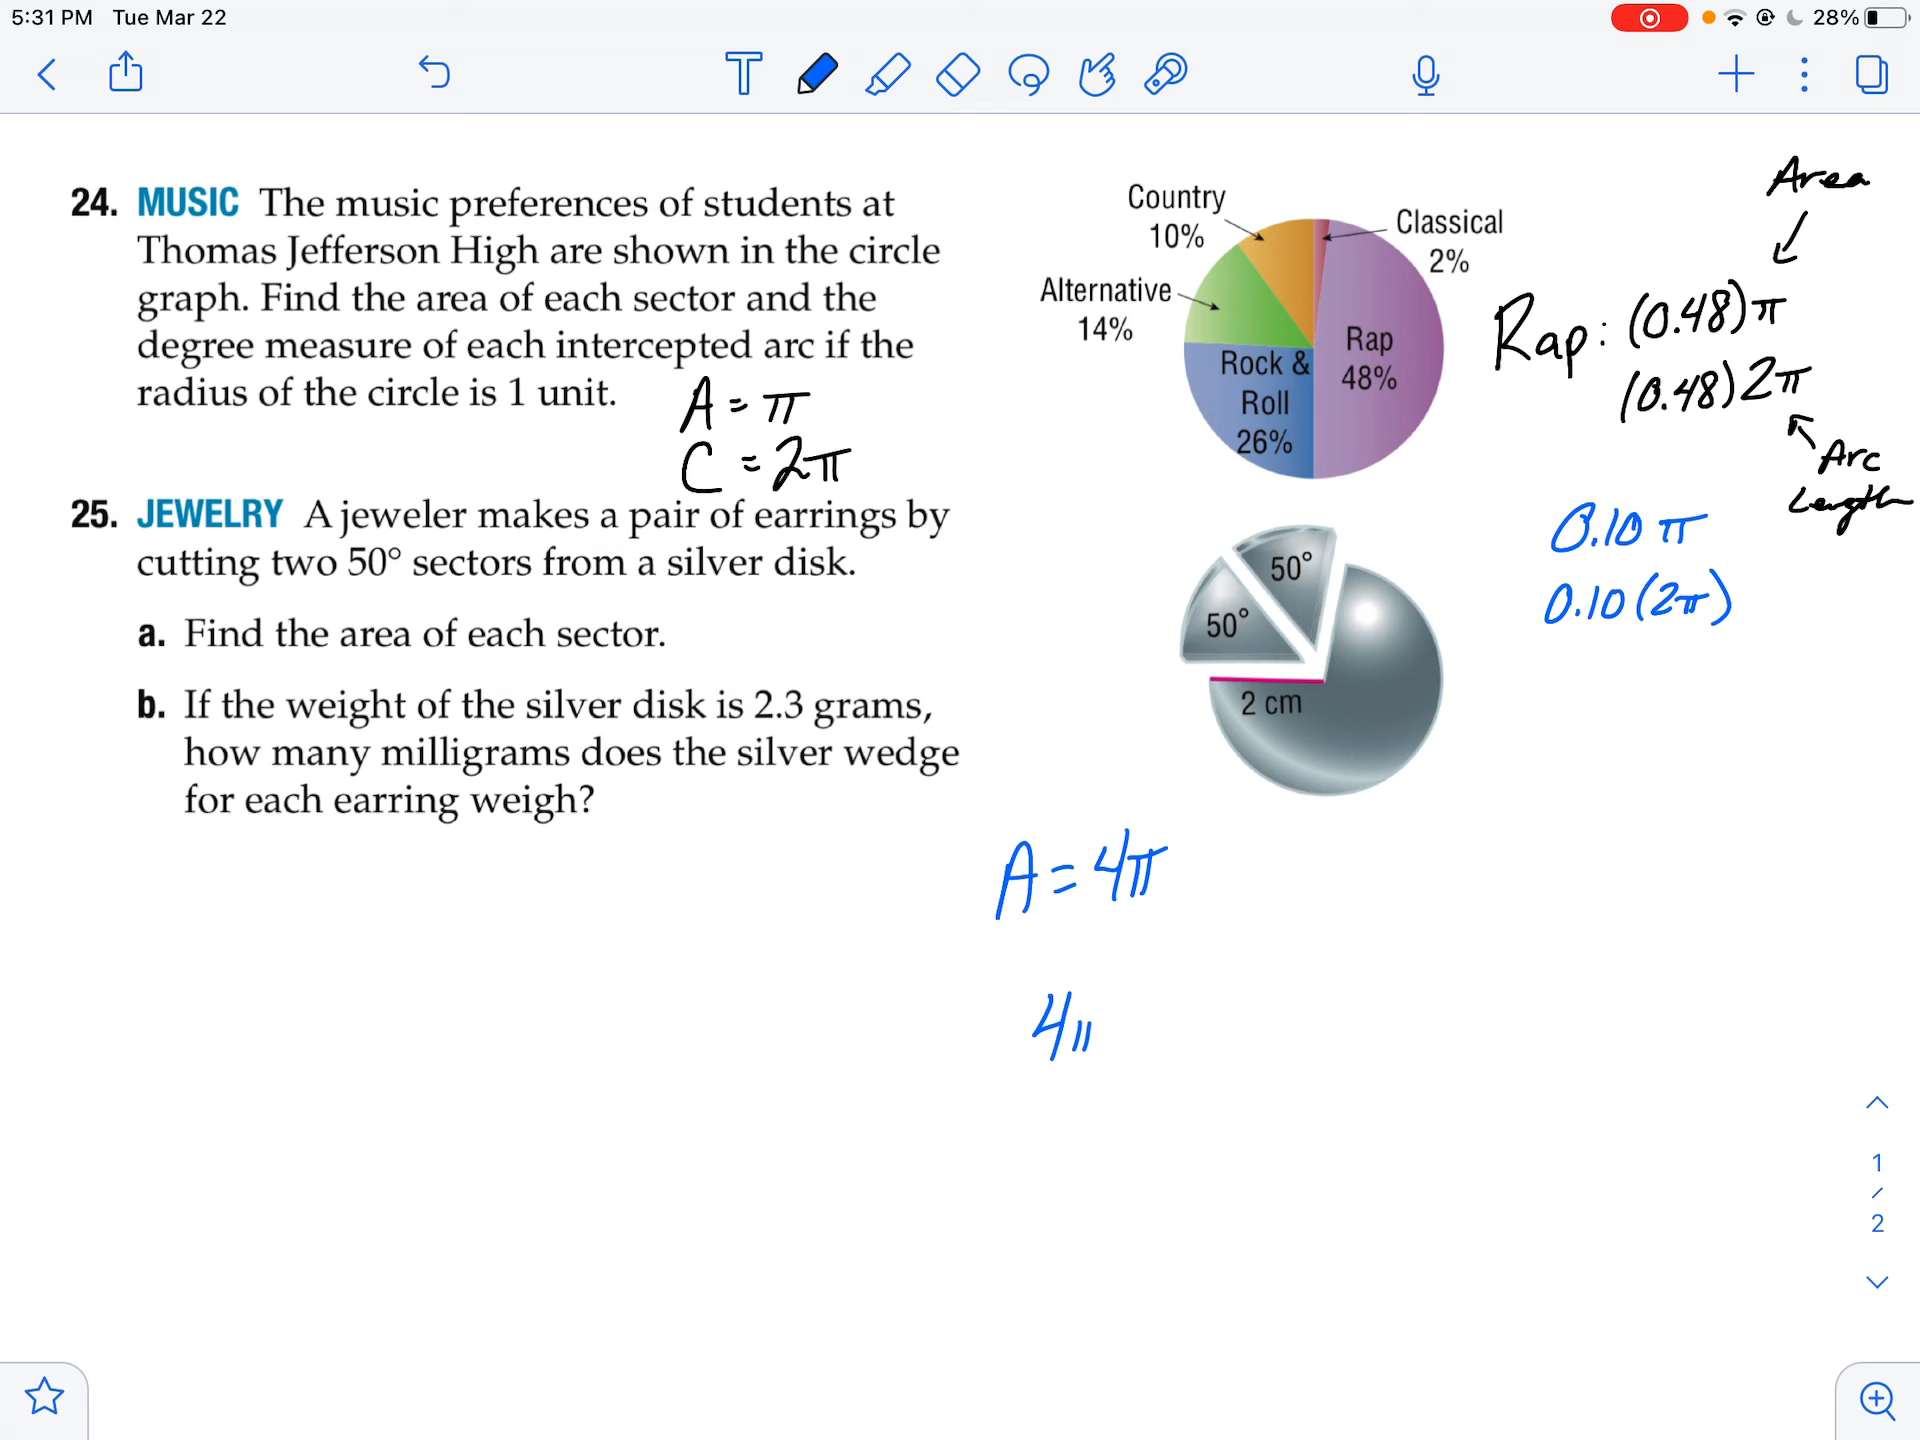 5:31 PM Tue Mar 22
28%
24. MUSIC The music preferences of students at
Thomas Jefferson High are shown in the circle
graph. Find the area of each sector and the
degree measure of each intercepted arc if the
radius of the circle is 1 unit.
A = π
C = 2π
Country
10%
Classical
2%
Alternative
14%
Rap
48%
Rock &
Roll
26%
Area
Rap: (0.48)π
(0.48)2π
Arc
Length
0.10 π
0.10(2π)
25. JEWELRY A jeweler makes a pair of earrings by
cutting two 50° sectors from a silver disk.
a. Find the area of each sector.
b. If the weight of the silver disk is 2.3 grams,
how many milligrams does the silver wedge
for each earring weigh?
50°
50°
2 cm
A = 4π
4
1
/
2